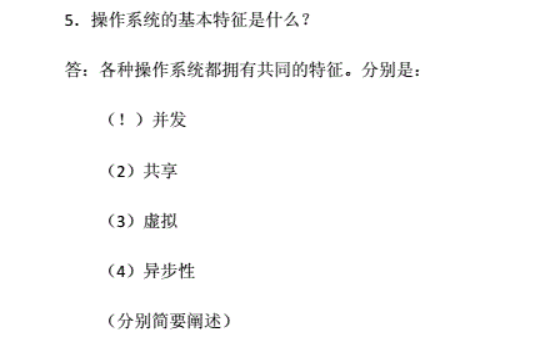 5. 操作系统的基本特征是什么？
答：各种操作系统都拥有共同的特征。分别是：
（！）并发
（2）共享
（3）虚拟
（4）异步性
（分别简要阐述）